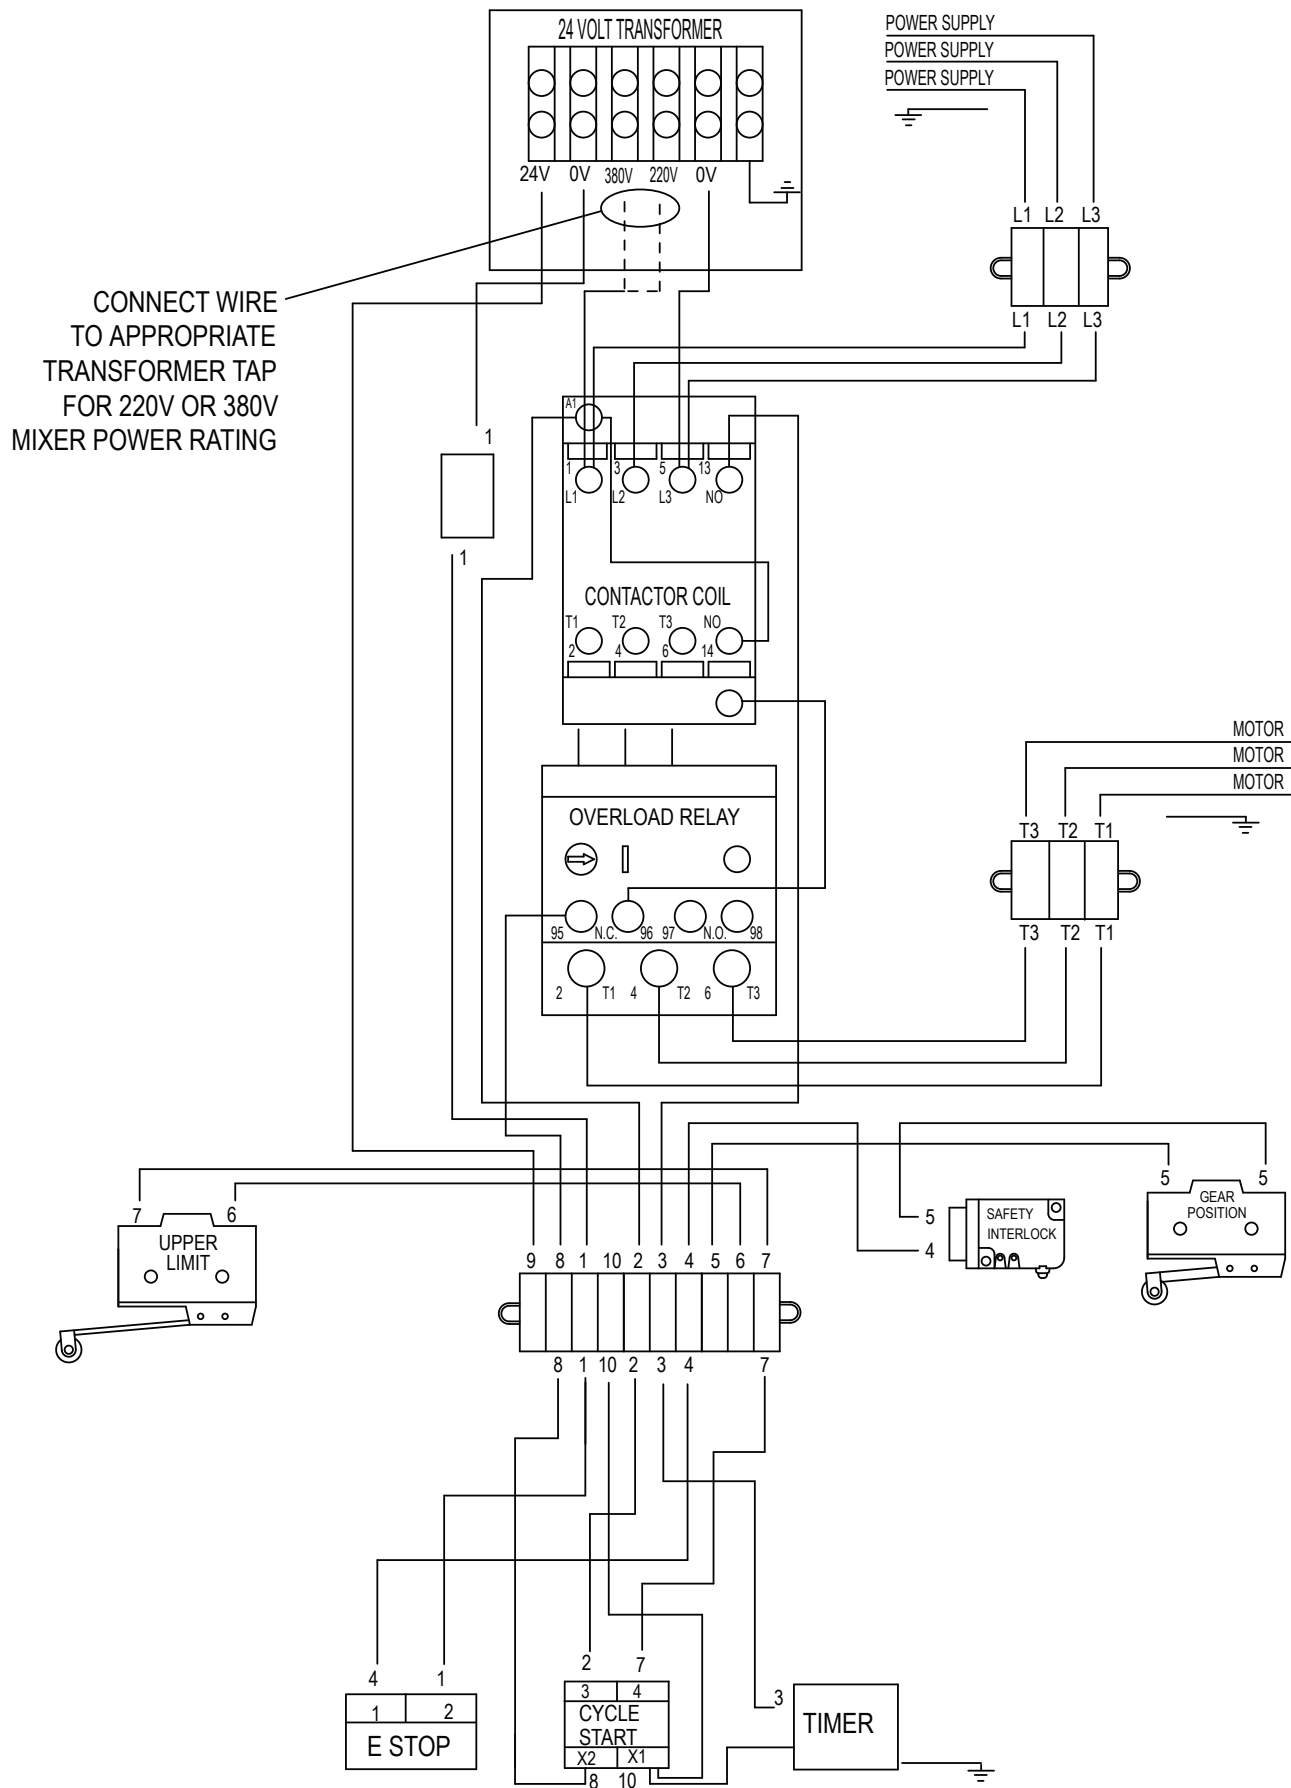 24 VOLT TRANSFORMER
24V 0V 380V 220V 0V
POWER SUPPLY
POWER SUPPLY
POWER SUPPLY
L1 L2 L3
L1 L2 L3
CONNECT WIRE
TO APPROPRIATE
TRANSFORMER TAP
FOR 220V OR 380V
MIXER POWER RATING
1
1
A1
1 3 5 13
L1 L2 L3 NO
CONTACTOR COIL
T1 T2 T3 NO
2 4 6 14
MOTOR
MOTOR
MOTOR
T3 T2 T1
T3 T2 T1
OVERLOAD RELAY
95 N.C. 96 97 N.O. 98
2 T1 4 T2 6 T3
7 6
UPPER
LIMIT
5
4
SAFETY
INTERLOCK
5 5
GEAR
POSITION
9 8 1 10 2 3 4 5 6 7
8 1 10 2 3 4 7
4 1
1 2
E STOP
2 7
3 4
CYCLE
START
X2 X1
8 10
3
TIMER